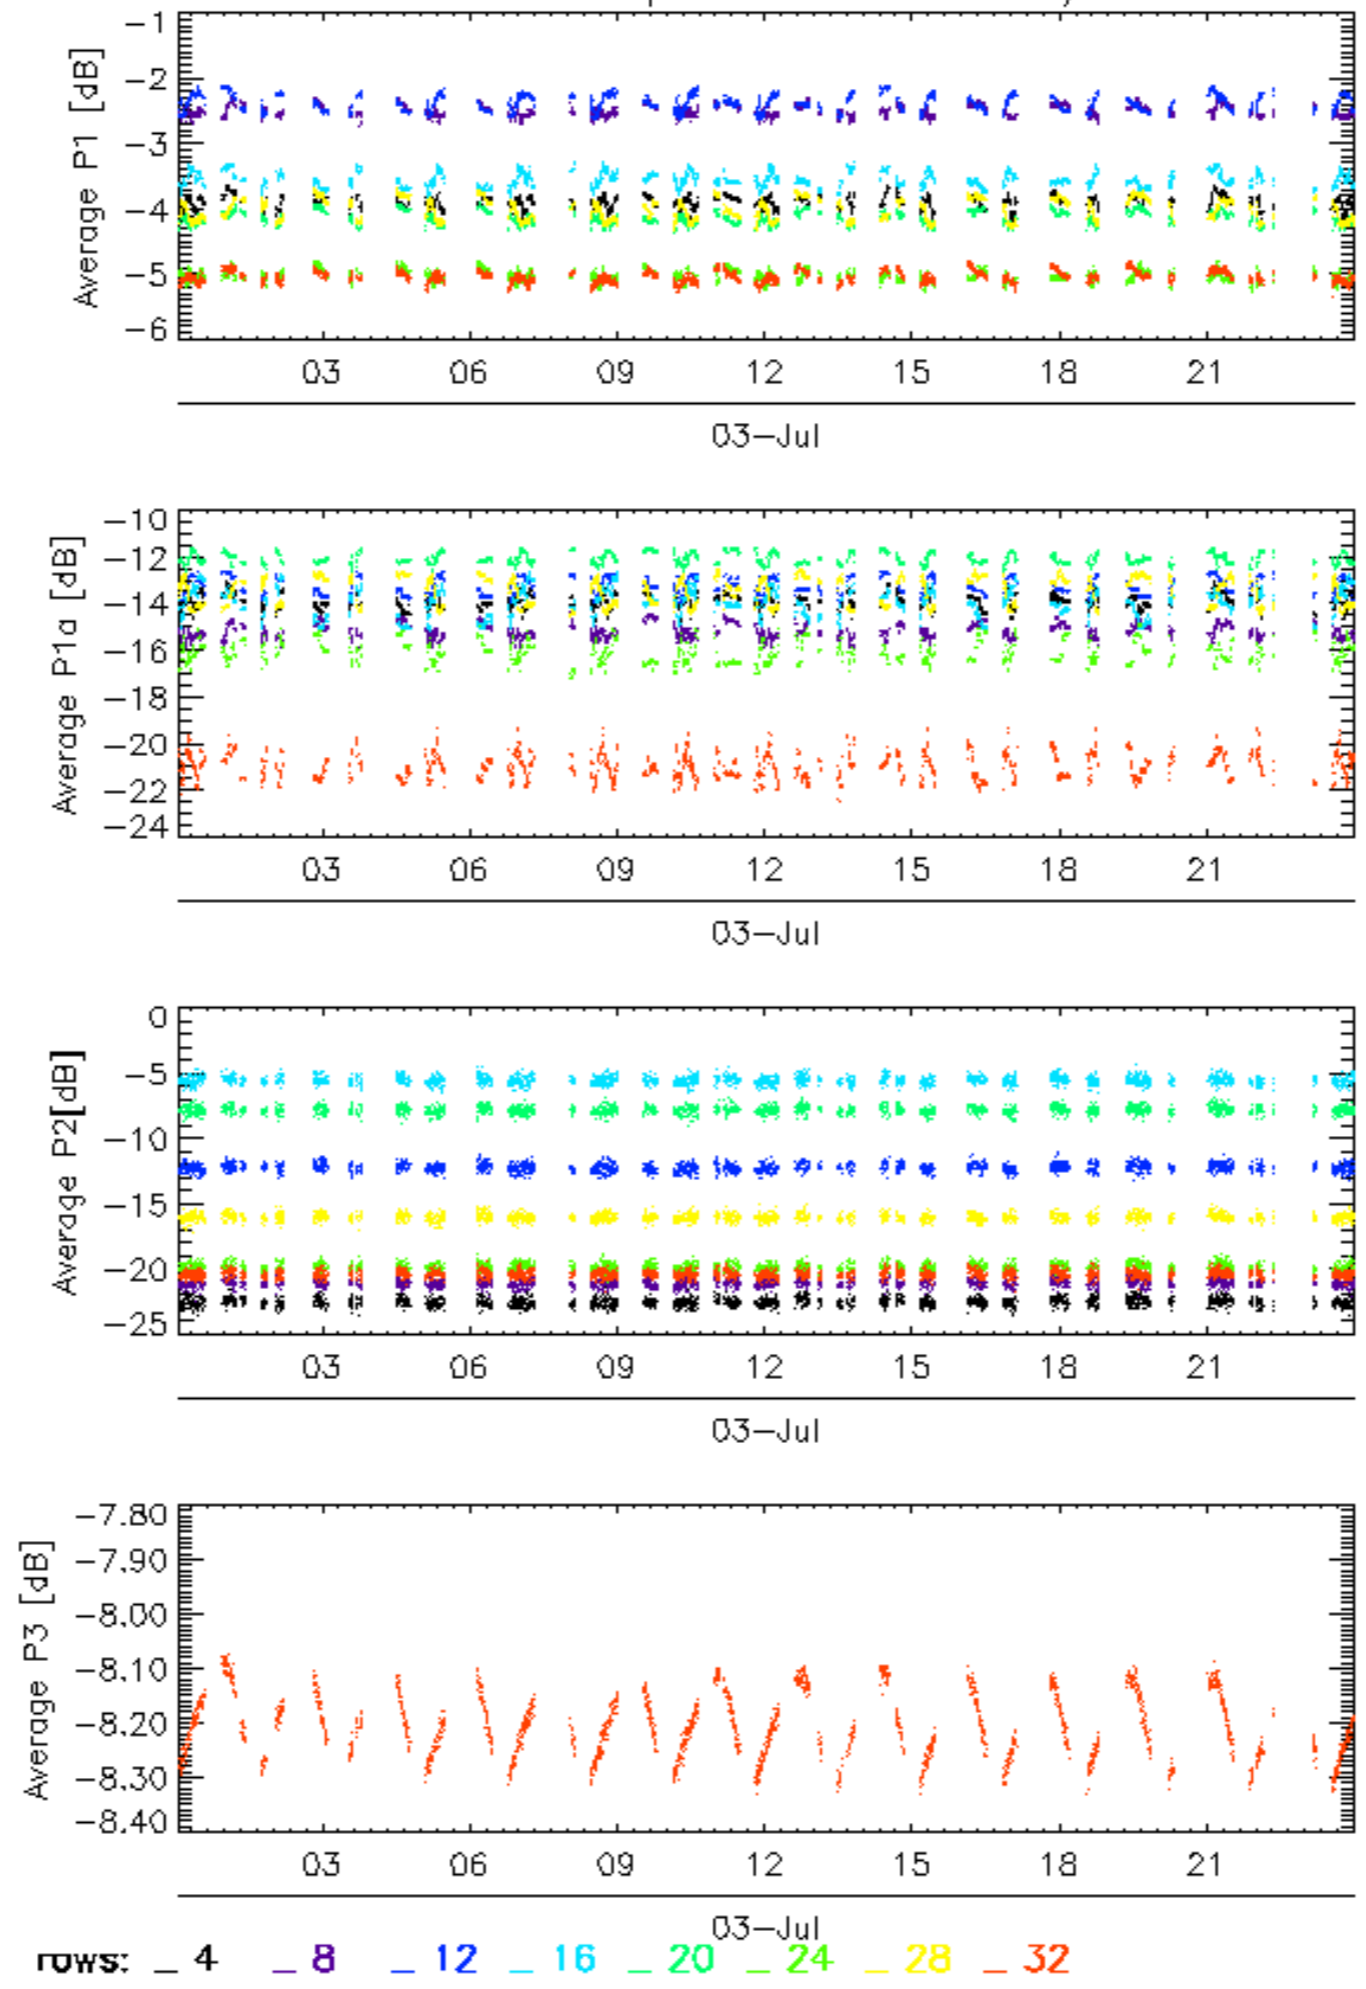 -1
-2
-3
-4
-5
-6
Average P1 [dB]
03 06 09 12 15 18 21
03-Jul
-10
-12
-14
-16
-18
-20
-22
-24
Average P1a [dB]
03 06 09 12 15 18 21
03-Jul
0
-5
-10
-15
-20
-25
Average P2[dB]
03 06 09 12 15 18 21
03-Jul
-7.80
-7.90
-8.00
-8.10
-8.20
-8.30
-8.40
Average P3 [dB]
03 06 09 12 15 18 21
03-Jul
rows: _ 4 _ 8 _ 12 _ 16 _ 20 _ 24 _ 28 _ 32